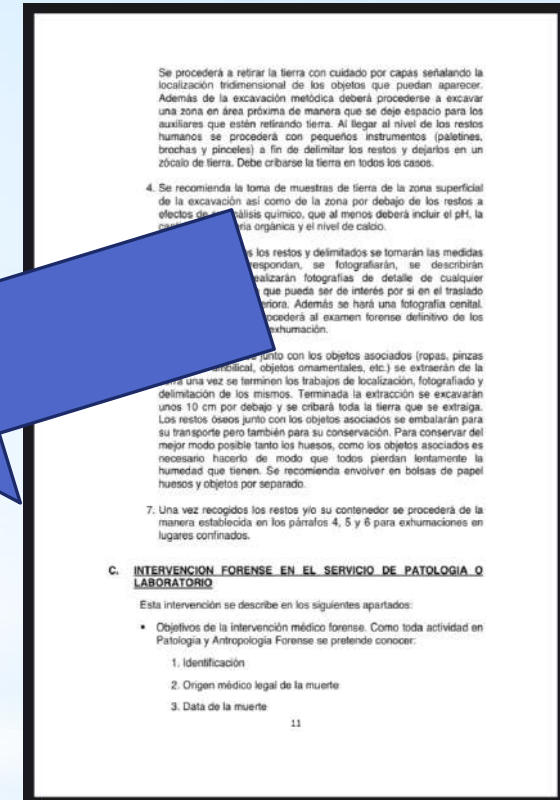 Se procederá a retirar la tierra con cuidado por capas señalando la
localización tridimensional de los objetos que puedan aparecer.
Además de la excavación metódica deberá procederse a excavar
una zona en área próxima de manera que se deje espacio para los
auxiliares que estén retirando tierra. Al llegar al nivel de los restos
humanos se procederá con pequeños instrumentos (paletines,
brochas y pinceles) a fin de delimitar los restos y dejarlos en un
zócalo de tierra. Debe cribarse la tierra en todos los casos.
4. Se recomienda la toma de muestras de tierra de la zona superficial
de la excavación así como de la zona por debajo de los restos a
efectos de análisis químico, que al menos deberá incluir el pH, la
orgánica y el nivel de calcio.
los restos y delimitados se tomarán las medidas
se fotografiarán, se describirán
fotografías de detalle de cualquier
que pueda ser de interés por si en el traslado
Además se hará una fotografía cenital.
al examen forense definitivo de los
exhumación.
junto con los objetos asociados (ropas, pinzas
objetos ornamentales, etc.) se extraerán de la
una vez se terminen los trabajos de localización, fotografiado y
delimitación de los mismos. Terminada la extracción se excavarán
unos 10 cm por debajo y se cribará toda la tierra que se extraiga.
Los restos óseos junto con los objetos asociados se embalarán para
su transporte pero también para su conservación. Para conservar del
mejor modo posible tanto los huesos, como los objetos asociados es
necesario hacerlo de modo que todos pierdan lentamente la
humedad que tienen. Se recomienda envolver en bolsas de papel
huesos y objetos por separado.
7. Una vez recogidos los restos y/o su contenedor se procederá de la
manera establecida en los párrafos 4, 5 y 6 para exhumaciones en
lugares confinados.
C. INTERVENCION FORENSE EN EL SERVICIO DE PATOLOGIA O
LABORATORIO
Esta intervención se describe en los siguientes apartados:
• Objetivos de la intervención médico forense. Como toda actividad en
Patología y Antropología Forense se pretende conocer:
1. Identificación
2. Origen médico legal de la muerte
3. Data de la muerte
11